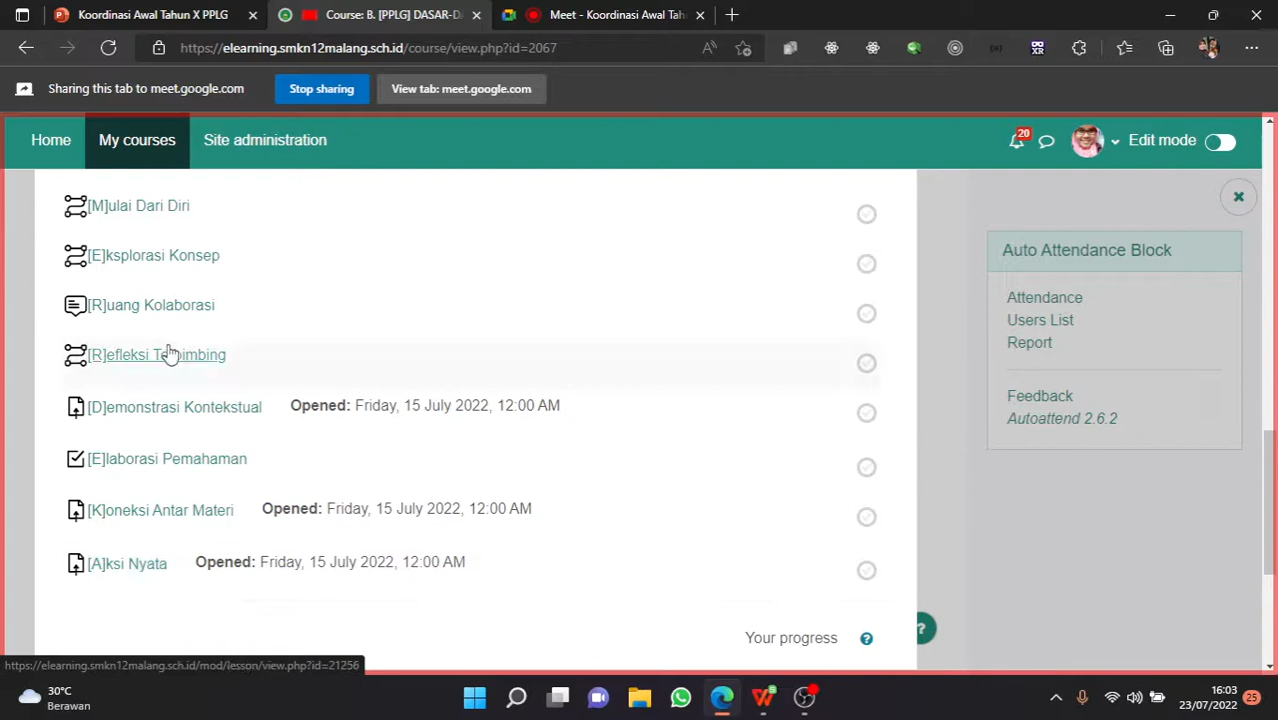 Koordinasi Awal Tahun X PPLG
Course: B. [PPLG] DASAR-DA
Meet - Koordinasi Awal Tah
https://elearning.smkn12malang.sch.id/course/view.php?id=2067
Sharing this tab to meet.google.com
Stop sharing
View tab: meet.google.com
Home
My courses
Site administration
20
Edit mode
[M]ulai Dari Diri
[E]ksplorasi Konsep
[R]uang Kolaborasi
[R]efleksi Terbimbing
[D]emonstrasi Kontekstual Opened: Friday, 15 July 2022, 12:00 AM
[E]laborasi Pemahaman
[K]oneksi Antar Materi Opened: Friday, 15 July 2022, 12:00 AM
[A]ksi Nyata Opened: Friday, 15 July 2022, 12:00 AM
Your progress
Auto Attendance Block
Attendance
Users List
Report
Feedback
Autoattend 2.6.2
https://elearning.smkn12malang.sch.id/mod/lesson/view.php?id=21256
30°C
Berawan
16:03
23/07/2022
25